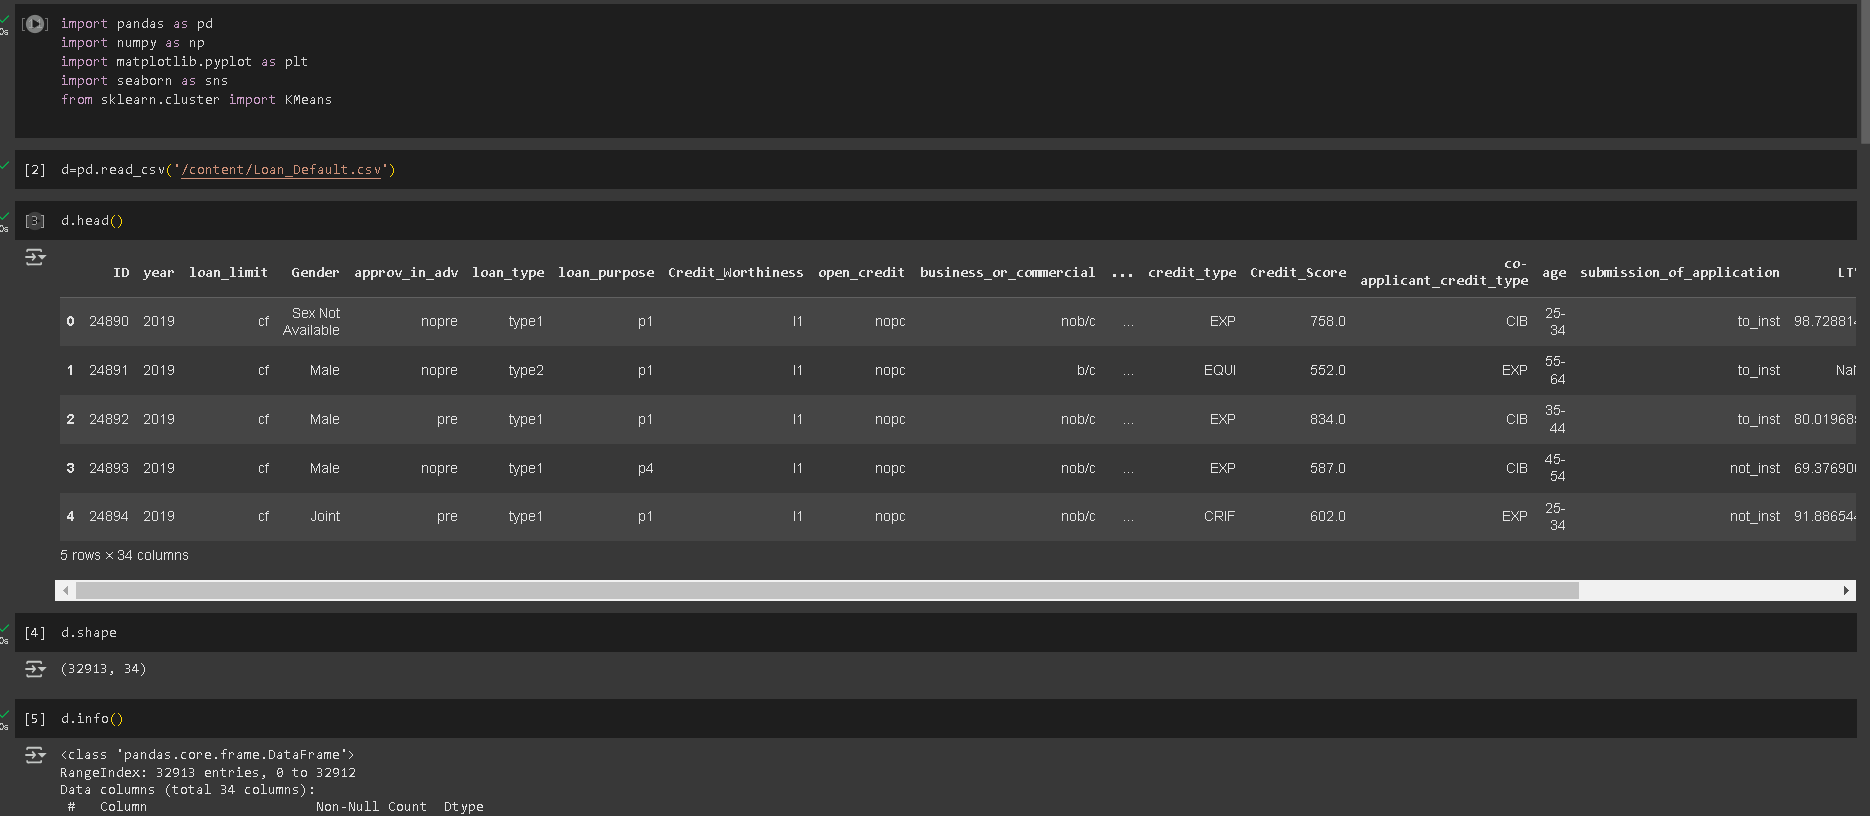 import pandas as pd
import numpy as np
import matplotlib.pyplot as plt
import seaborn as sns
from sklearn.cluster import KMeans
[2] d=pd.read_csv('/content/Loan_Default.csv')
[3] d.head()
ID year loan_limit Gender approv_in_adv loan_type loan_purpose Credit_Worthiness open_credit business_or_commercial ... credit_type Credit_Score co-applicant_credit_type age submission_of_application
0 24890 2019 cf Sex Not Available nopre type1 p1 l1 nopc nob/c ... EXP 758.0 CIB 25-34 to_inst
1 24891 2019 cf Male nopre type2 p1 l1 nopc b/c ... EQUI 552.0 EXP 55-64 to_inst
2 24892 2019 cf Male pre type1 p1 l1 nopc nob/c ... EXP 834.0 CIB 35-44 to_inst
3 24893 2019 cf Male nopre type1 p4 l1 nopc nob/c ... EXP 587.0 CIB 45-54 not_inst
4 24894 2019 cf Joint pre type1 p1 l1 nopc nob/c ... CRIF 602.0 EXP 25-34 not_inst
5 rows × 34 columns
[4] d.shape
(32913, 34)
[5] d.info()
<class 'pandas.core.frame.DataFrame'>
RangeIndex: 32913 entries, 0 to 32912
Data columns (total 34 columns):
# Column Non-Null Count Dtype